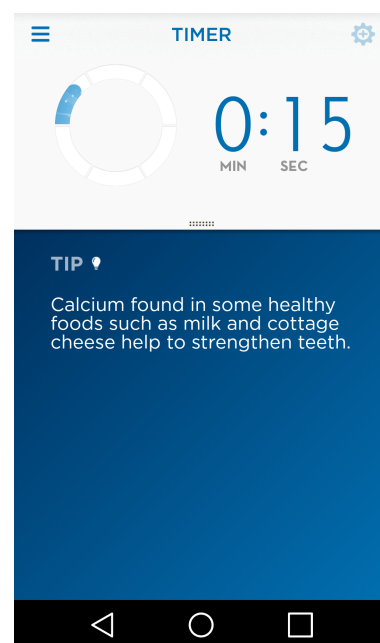 TIMER
0:15
MIN SEC
TIP
Calcium found in some healthy
foods such as milk and cottage
cheese help to strengthen teeth.